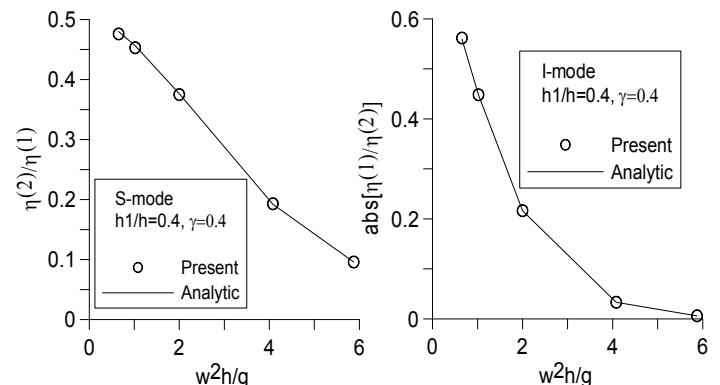 0.5
0.4
0.3
0.2
0.1
0
η(2)/η(1)
S-mode
h1/h=0.4, γ=0.4
Present
Analytic
0 2 4 6
w2h/g
0.6
0.4
0.2
0
abs[η(1)/η(2)]
I-mode
h1/h=0.4, γ=0.4
Present
Analytic
0 2 4 6
w2h/g